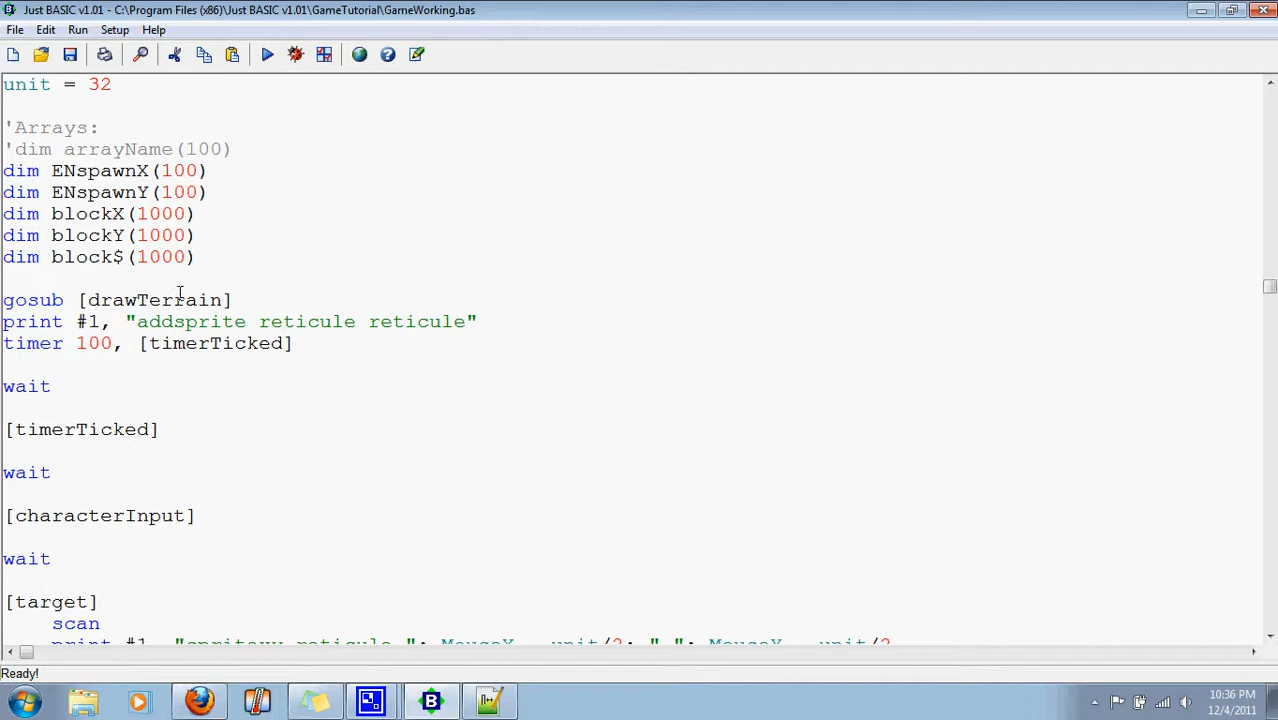 Just BASIC v1.01 - C:\Program Files (x86)\Just BASIC v1.01\GameTutorial\GameWorking.bas
File Edit Run Setup Help
unit = 32
'Arrays:
'dim arrayName(100)
dim ENspawnX(100)
dim ENspawnY(100)
dim blockX(1000)
dim blockY(1000)
dim block$(1000)
gosub [drawTerrain]
print #1, "addsprite reticule reticule"
timer 100, [timerTicked]
wait
[timerTicked]
wait
[characterInput]
wait
[target]
scan
print #1, "spritexy reticule "; MouseX - unit/2; " "; MouseY - unit/2
Ready!
10:36 PM
12/4/2011